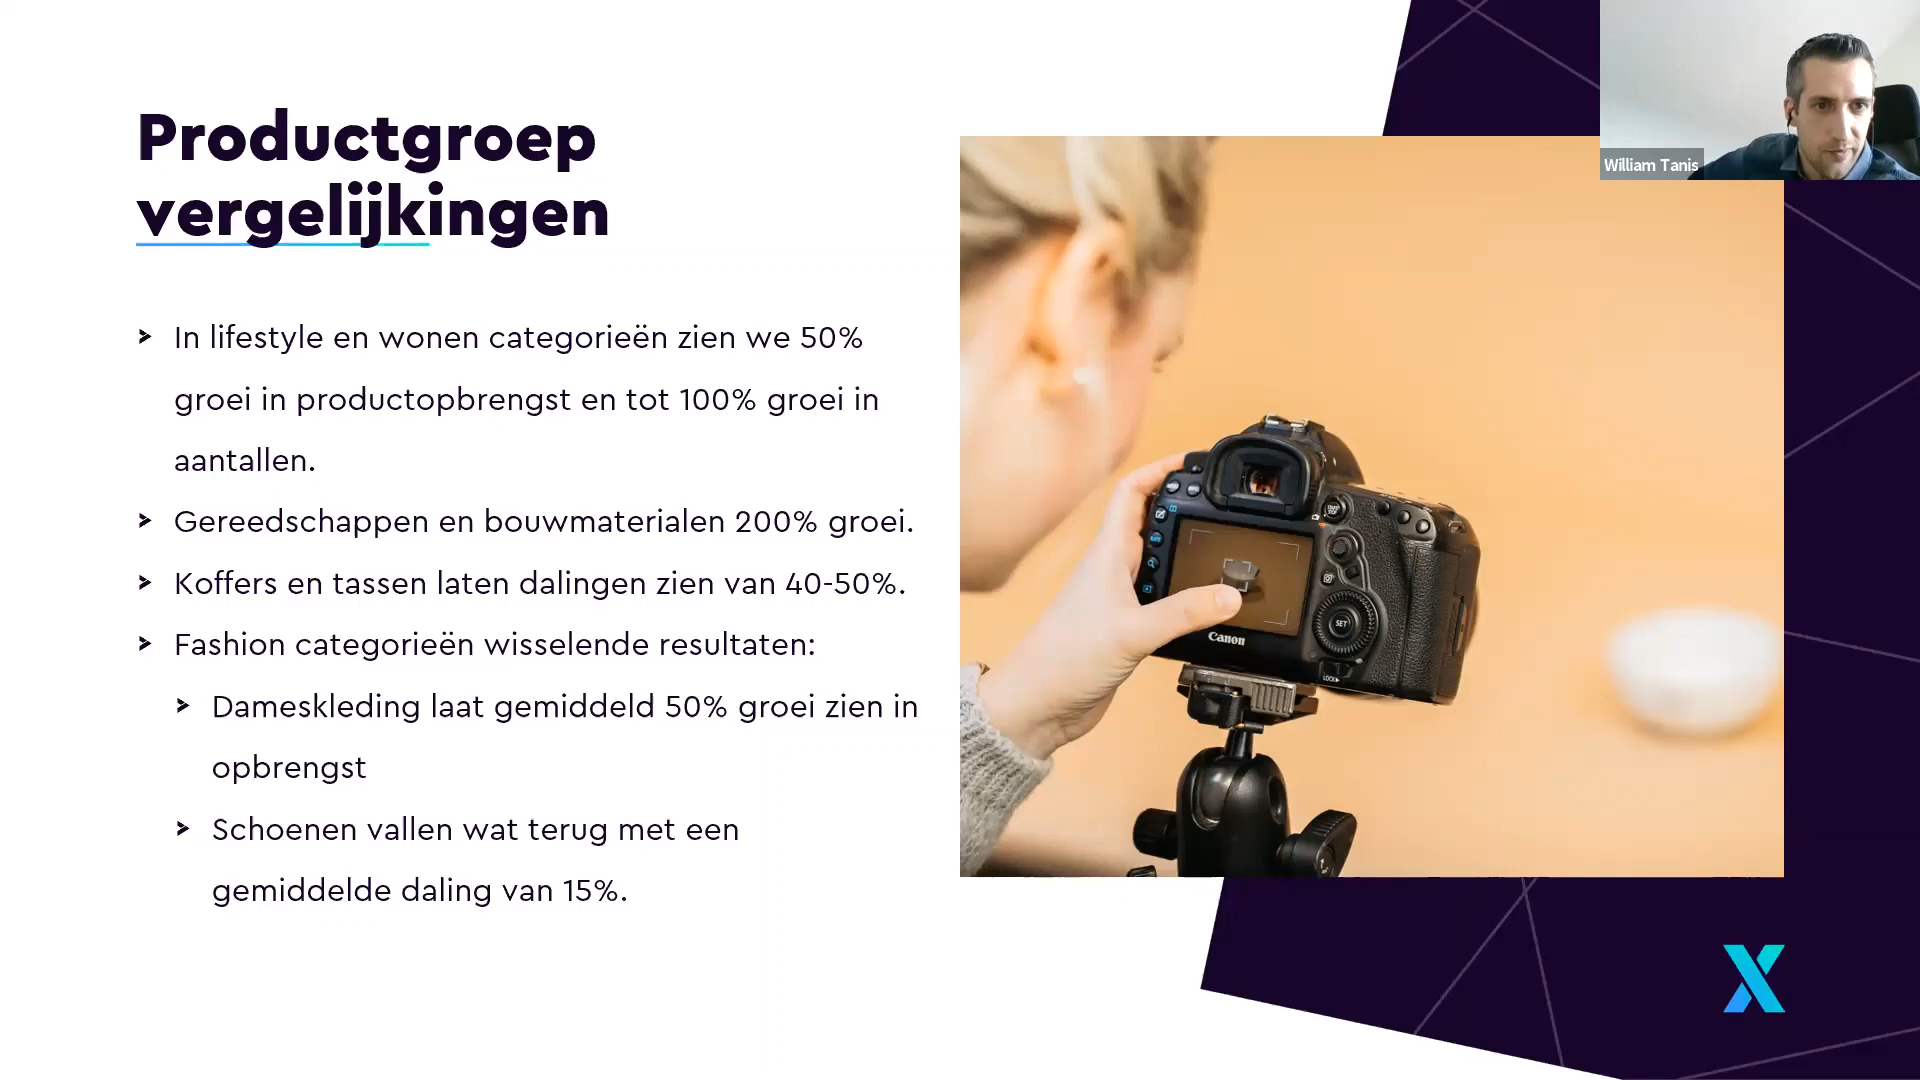 Productgroep
vergelijkingen
In lifestyle en wonen categorieën zien we 50%
groei in productopbrengst en tot 100% groei in
aantallen.
Gereedschappen en bouwmaterialen 200% groei.
Koffers en tassen laten dalingen zien van 40-50%.
Fashion categorieën wisselende resultaten:
Dameskleding laat gemiddeld 50% groei zien in
opbrengst
Schoenen vallen wat terug met een
gemiddelde daling van 15%.
William Tanis
Canon
SET
LOCK
X